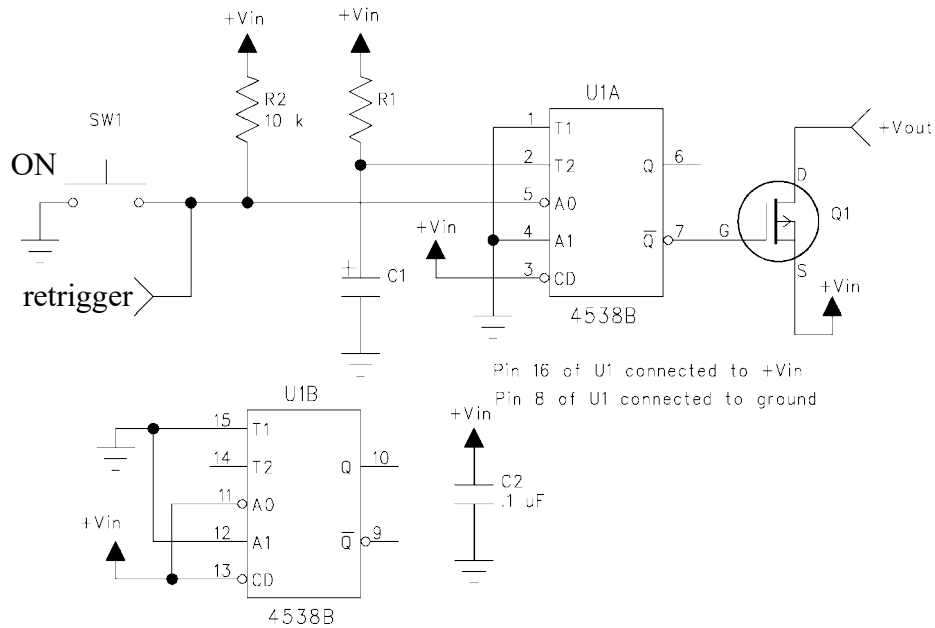 +Vin
+Vin
R2
10 k
R1
SW1
ON
retrigger
C1
+
+Vin
U1A
1 T1
2 T2
5 A0
4 A1
3 CD
Q 6
Q̅ 7
4538B
G
D
S
Q1
+Vout
+Vin
Pin 16 of U1 connected to +Vin
Pin 8 of U1 connected to ground
U1B
15 T1
14 T2
11 A0
12 A1
13 CD
Q 10
Q̅ 9
4538B
+Vin
+Vin
C2
.1 uF